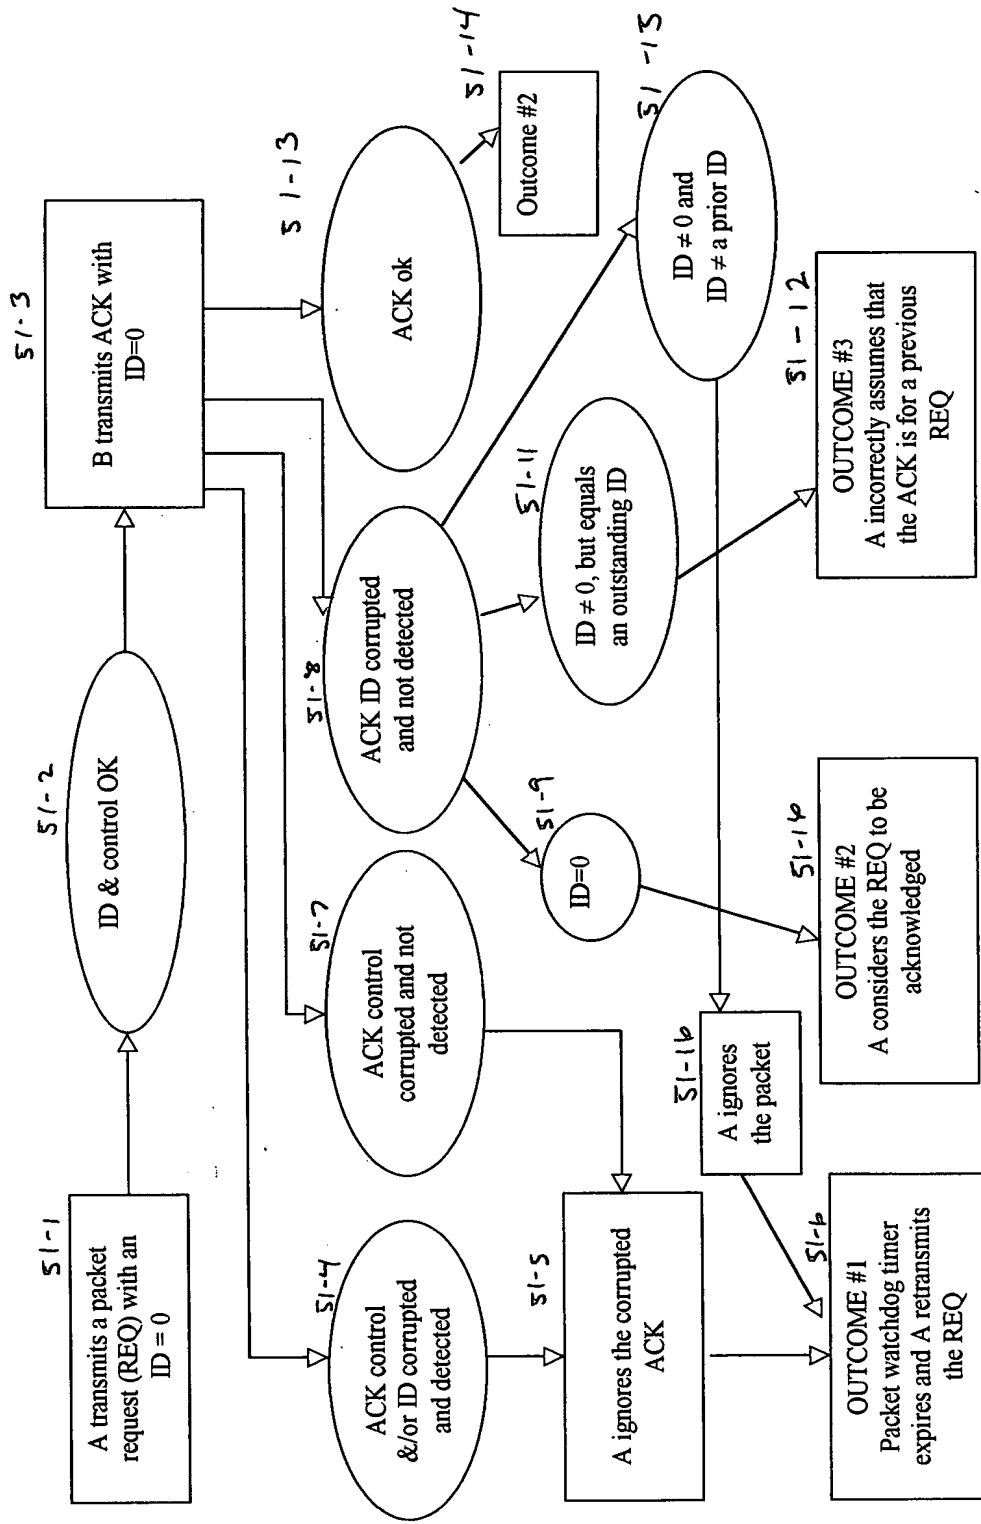 51-1
A transmits a packet
request (REQ) with an
ID = 0
51-2
ID & control OK
51-3
B transmits ACK with
ID=0
51-4
ACK control
&/or ID corrupted
and detected
51-7
ACK control
corrupted and not
detected
51-8
ACK ID corrupted
and not detected
51-13
ACK ok
51-14
Outcome #2
51-5
A ignores the corrupted
ACK
51-9
ID=0
51-11
ID ≠ 0, but equals
an outstanding ID
51-13
ID ≠ 0 and
ID ≠ a prior ID
51-16
A ignores
the packet
51-6
OUTCOME #1
Packet watchdog timer
expires and A retransmits
the REQ
51-16
OUTCOME #2
A considers the REQ to be
acknowledged
51-12
OUTCOME #3
A incorrectly assumes that
the ACK is for a previous
REQ